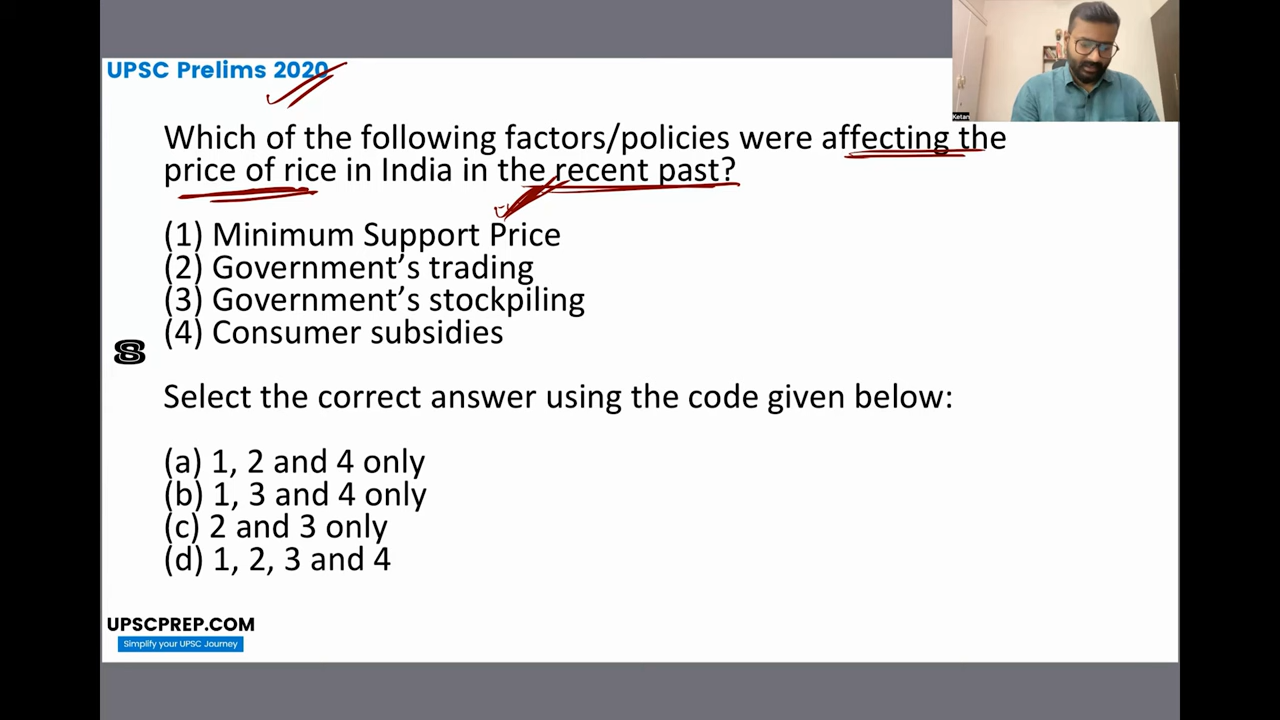 UPSC Prelims 2020
Which of the following factors/policies were affecting the
price of rice in India in the recent past?
(1) Minimum Support Price
(2) Government’s trading
(3) Government’s stockpiling
(4) Consumer subsidies
8
Select the correct answer using the code given below:
(a) 1, 2 and 4 only
(b) 1, 3 and 4 only
(c) 2 and 3 only
(d) 1, 2, 3 and 4
UPSCPREP.COM
Simplify your UPSC Journey
Ketan